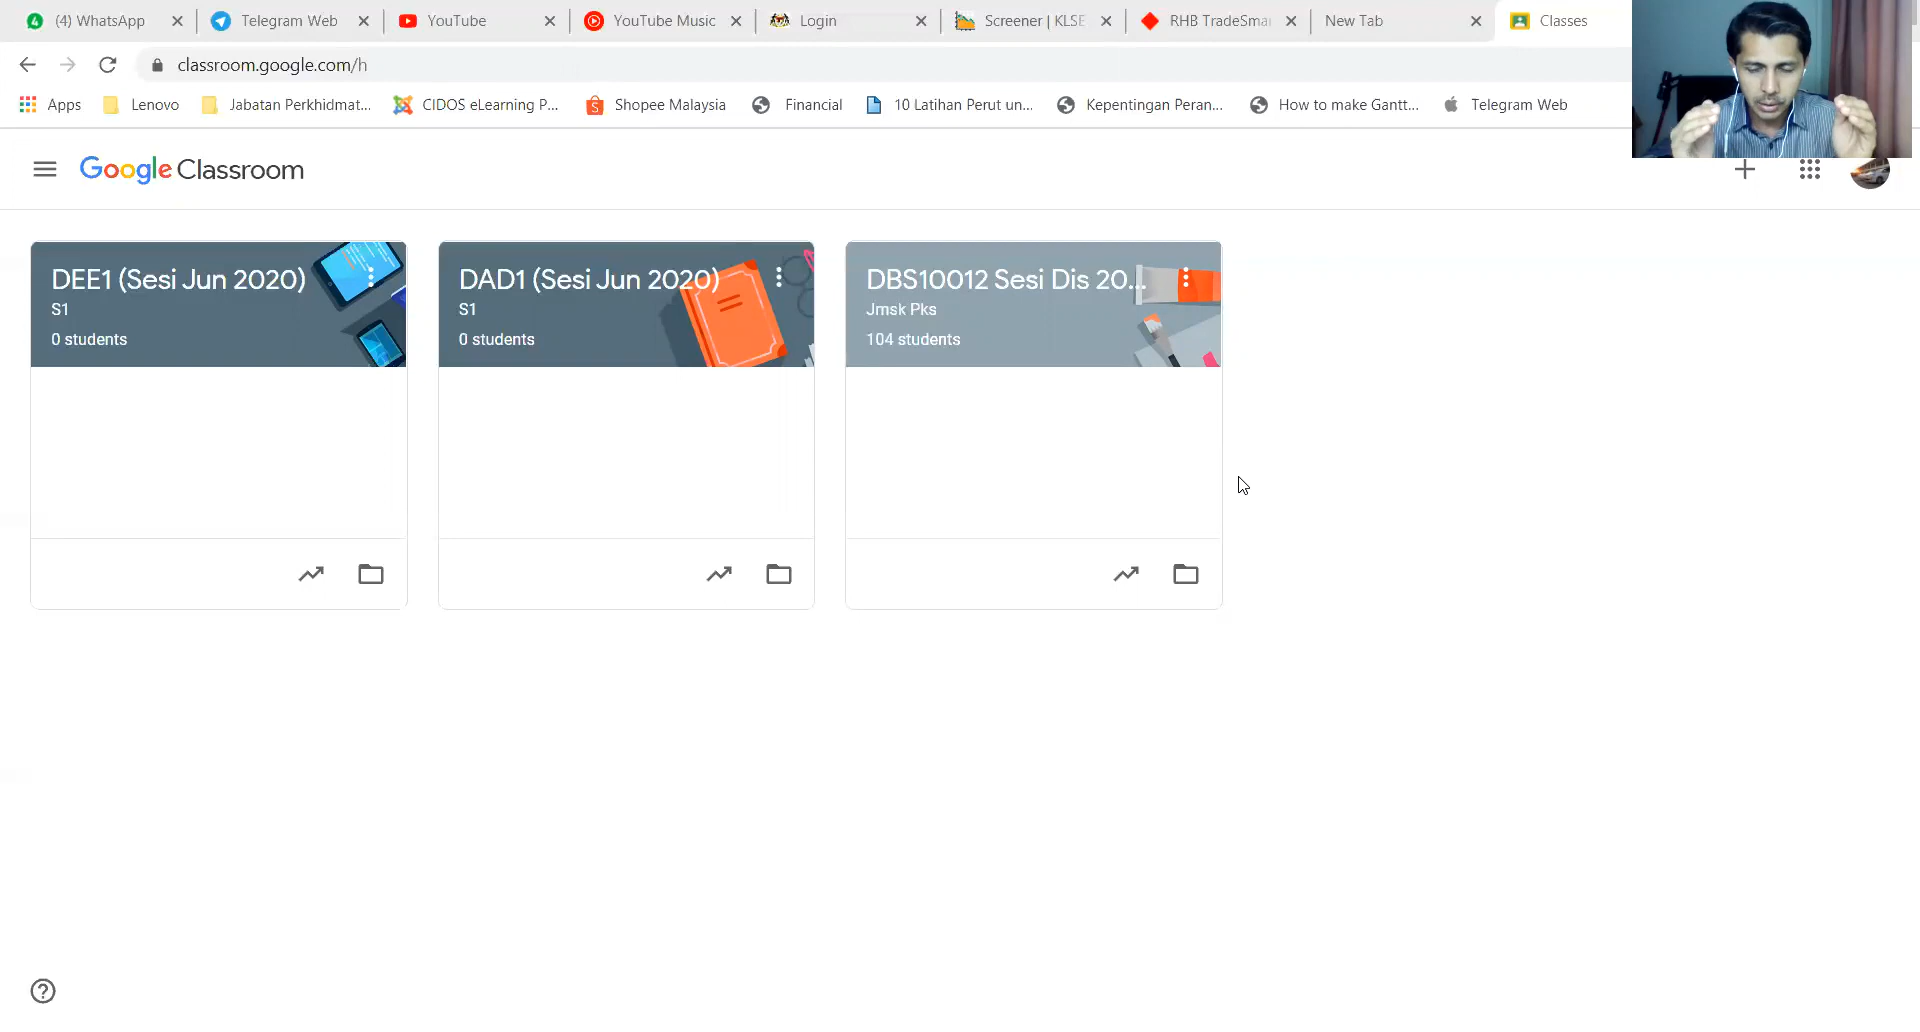 (4) WhatsApp
Telegram Web
YouTube
YouTube Music
Login
Screener | KLSE
RHB TradeSmar
New Tab
Classes
classroom.google.com/h
Apps
Lenovo
Jabatan Perkhidmat...
CIDOS eLearning P...
Shopee Malaysia
Financial
10 Latihan Perut un...
Kepentingan Peran...
How to make Gantt...
Telegram Web
Google Classroom
DEE1 (Sesi Jun 2020)
S1
0 students
DAD1 (Sesi Jun 2020)
S1
0 students
DBS10012 Sesi Dis 20...
Jmsk Pks
104 students